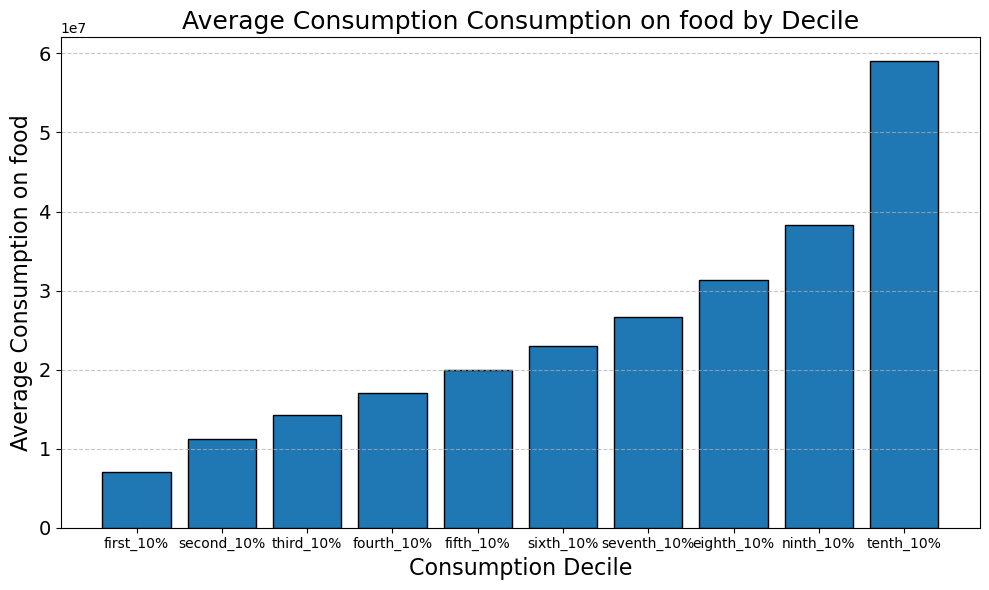 Average Consumption Consumption on food by Decile
1e7
6
5
4
3
2
1
0
Average Consumption on food
first_10% second_10% third_10% fourth_10% fifth_10% sixth_10% seventh_10% eighth_10% ninth_10% tenth_10%
Consumption Decile